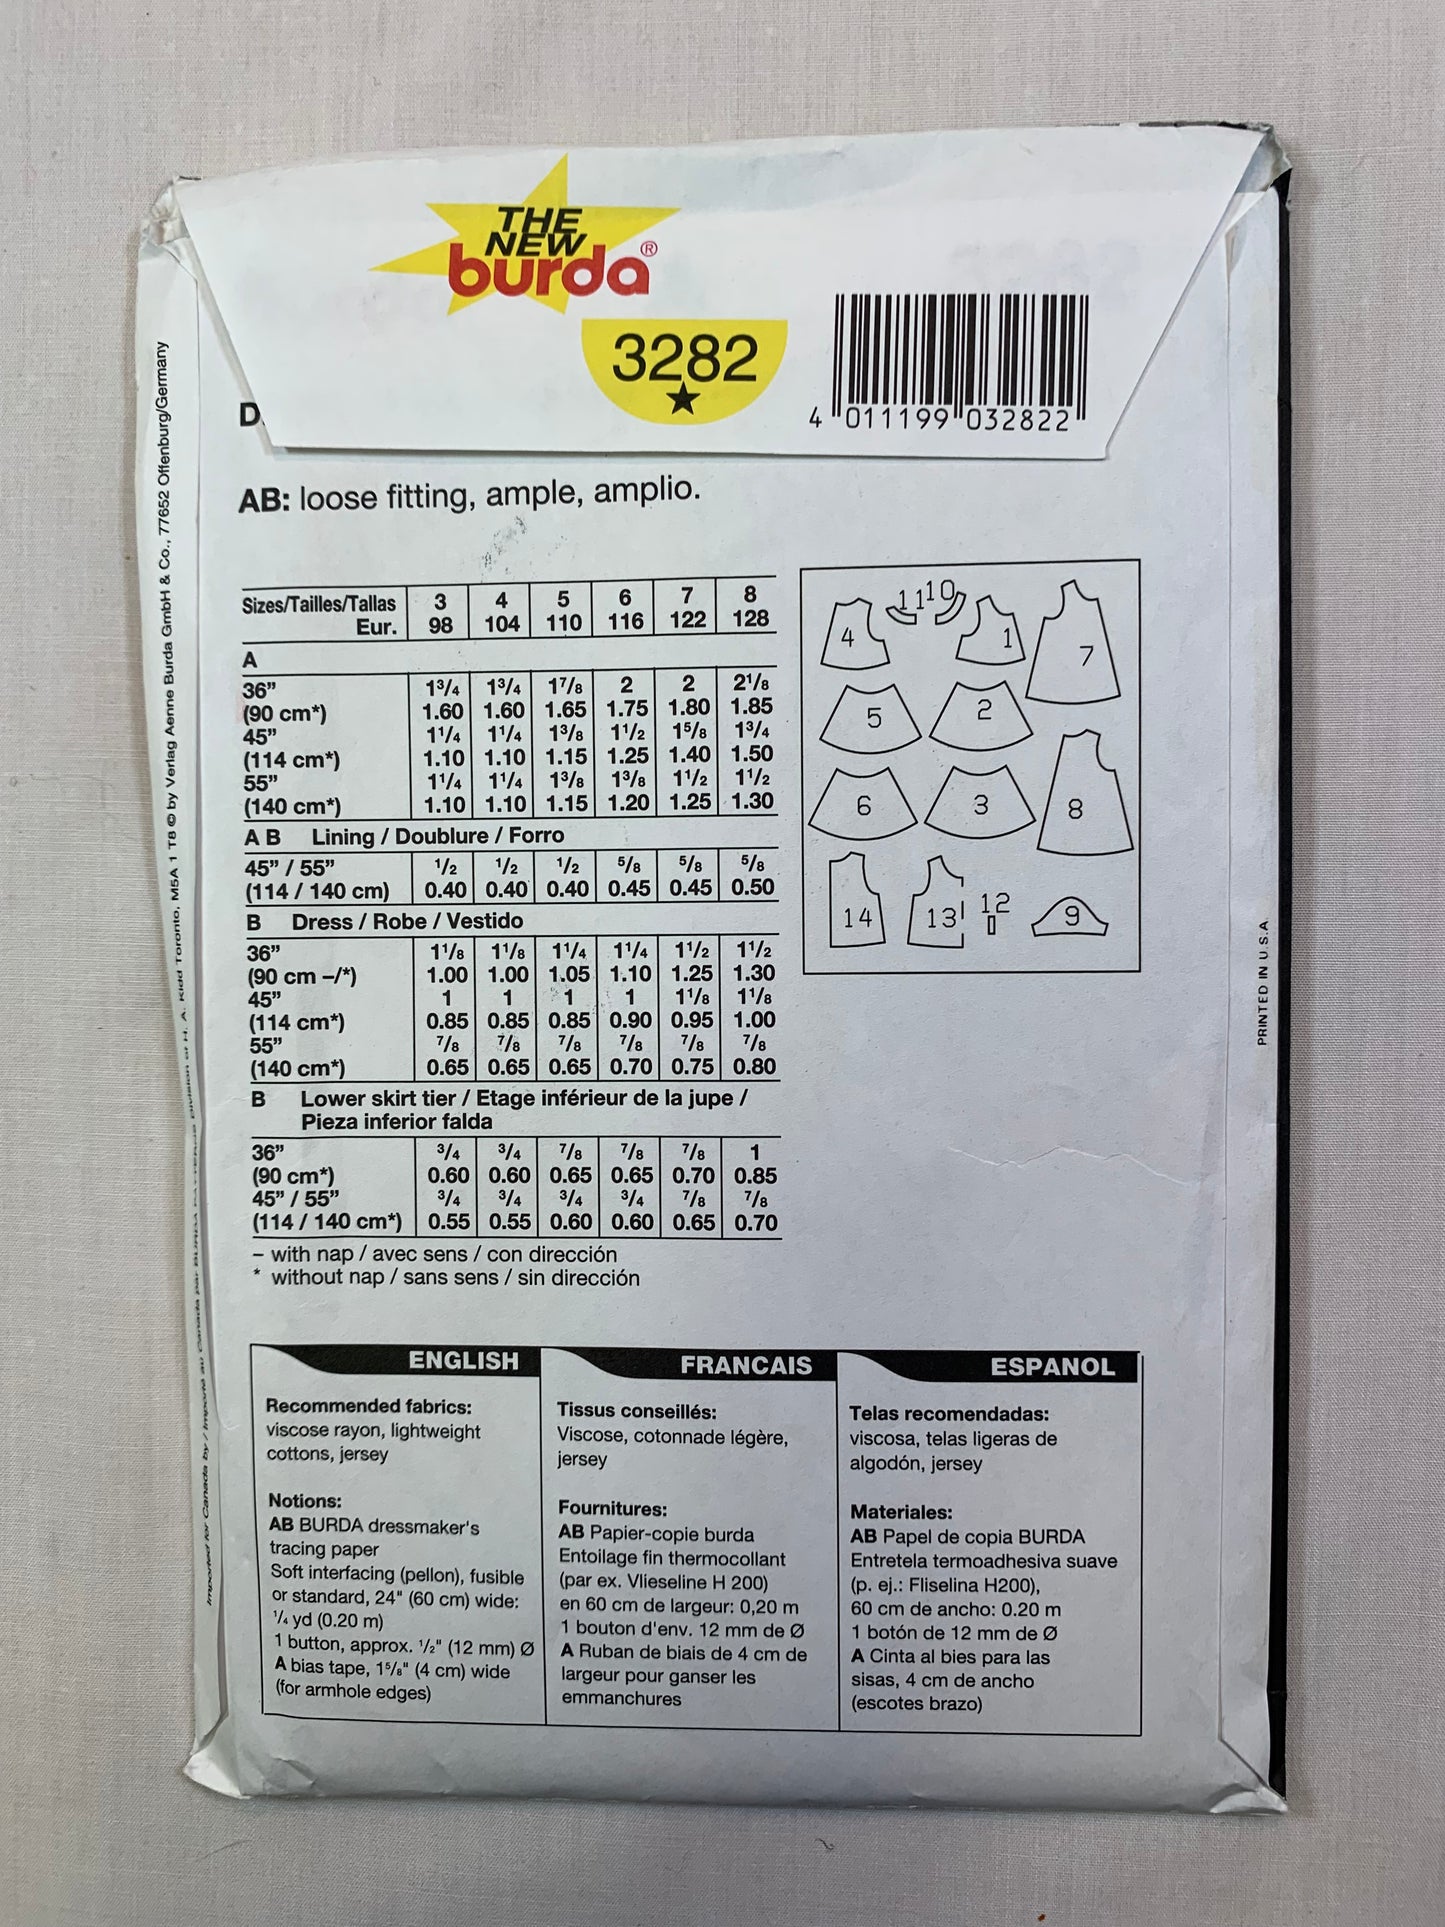 THE
NEW
burda®
3282
4 011199 032822
D
AB: loose fitting, ample, amplio.
Sizes/Tailles/Tallas 3 4 5 6 7 8
Eur. 98 104 110 116 122 128
A
36” 1³/₄ 1³/₄ 1⁷/₈ 2 2 2¹/₈
(90 cm*) 1.60 1.60 1.65 1.75 1.80 1.85
45” 1¹/₄ 1¹/₄ 1³/₈ 1¹/₂ 1⁵/₈ 1³/₄
(114 cm*) 1.10 1.10 1.15 1.25 1.40 1.50
55” 1¹/₄ 1¹/₄ 1³/₈ 1³/₈ 1¹/₂ 1¹/₂
(140 cm*) 1.10 1.10 1.15 1.20 1.25 1.30
A B Lining / Doublure / Forro
45” / 55” ¹/₂ ¹/₂ ¹/₂ ⁵/₈ ⁵/₈ ⁵/₈
(114 / 140 cm) 0.40 0.40 0.40 0.45 0.45 0.50
B Dress / Robe / Vestido
36” 1¹/₈ 1¹/₈ 1¹/₄ 1¹/₄ 1¹/₂ 1¹/₂
(90 cm –/*) 1.00 1.00 1.05 1.10 1.25 1.30
45” 1 1 1 1 1¹/₈ 1¹/₈
(114 cm*) 0.85 0.85 0.85 0.90 0.95 1.00
55” ⁷/₈ ⁷/₈ ⁷/₈ ⁷/₈ ⁷/₈ ⁷/₈
(140 cm*) 0.65 0.65 0.65 0.70 0.75 0.80
B Lower skirt tier / Etage inférieur de la jupe /
Pieza inferior falda
36” ³/₄ ³/₄ ⁷/₈ ⁷/₈ ⁷/₈ 1
(90 cm*) 0.60 0.60 0.65 0.65 0.70 0.85
45” / 55” ³/₄ ³/₄ ³/₄ ³/₄ ⁷/₈ ⁷/₈
(114 / 140 cm*) 0.55 0.55 0.60 0.60 0.65 0.70
– with nap / avec sens / con dirección
* without nap / sans sens / sin dirección
4 11 10 1 7
5 2
6 3 8
14 13 12 9
ENGLISH
Recommended fabrics:
viscose rayon, lightweight
cottons, jersey
Notions:
AB BURDA dressmaker's
tracing paper
Soft interfacing (pellon), fusible
or standard, 24" (60 cm) wide:
¹/₄ yd (0.20 m)
1 button, approx. ¹/₂" (12 mm) Ø
A bias tape, 1⁵/₈" (4 cm) wide
(for armhole edges)
FRANCAIS
Tissus conseillés:
Viscose, cotonnade légère,
jersey
Fournitures:
AB Papier-copie burda
Entoilage fin thermocollant
(par ex. Vlieseline H 200)
en 60 cm de largeur: 0,20 m
1 bouton d'env. 12 mm de Ø
A Ruban de biais de 4 cm de
largeur pour ganser les
emmanchures
ESPANOL
Telas recomendadas:
viscosa, telas ligeras de
algodón, jersey
Materiales:
AB Papel de copia BURDA
Entretela termoadhesiva suave
(p. ej.: Fliselina H200),
60 cm de ancho: 0.20 m
1 botón de 12 mm de Ø
A Cinta al bies para las
sisas, 4 cm de ancho
(escotes brazo)
Imported for Canada by / Importé au Canada par BURDA PATTERNS Division of H. A. Kidd Toronto, M5A 1 T8 © by Verlag Aenne Burda GmbH & Co., 77652 Offenburg/Germany
PRINTED IN U.S.A